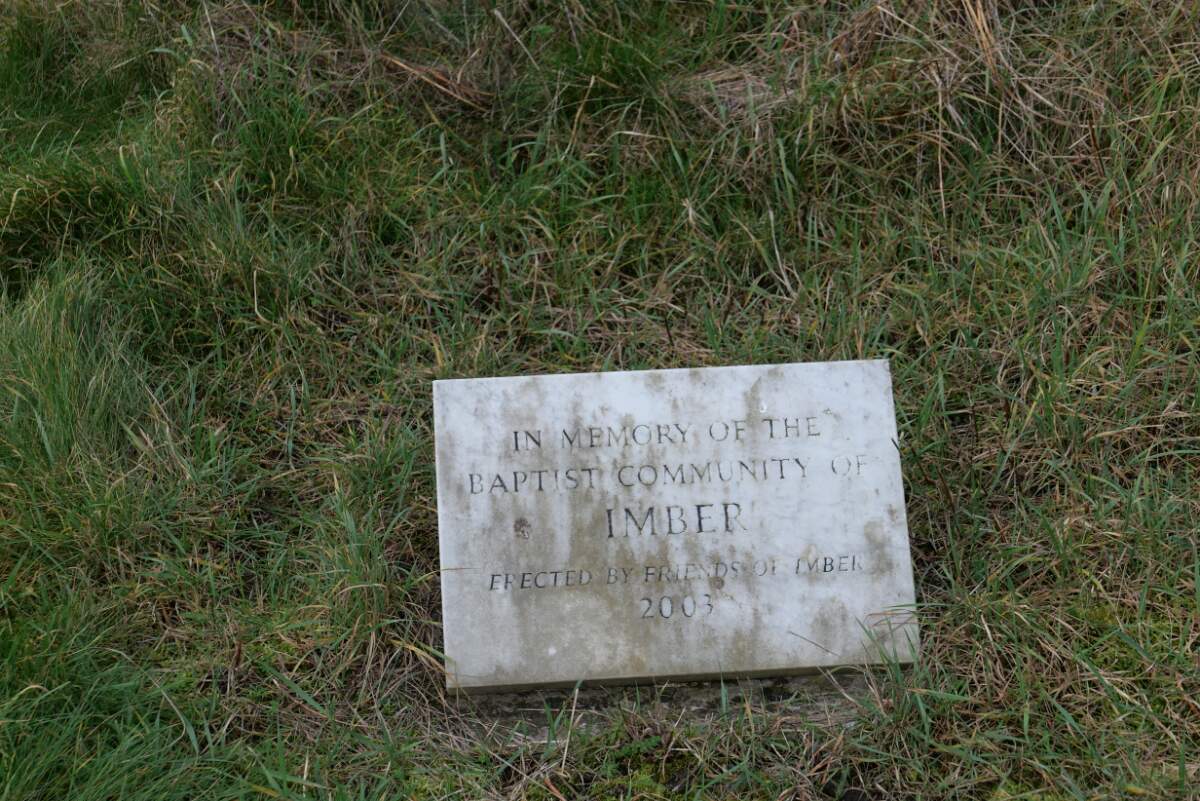 IN MEMORY OF THE
BAPTIST COMMUNITY OF
IMBER
ERECTED BY FRIENDS OF IMBER
2003